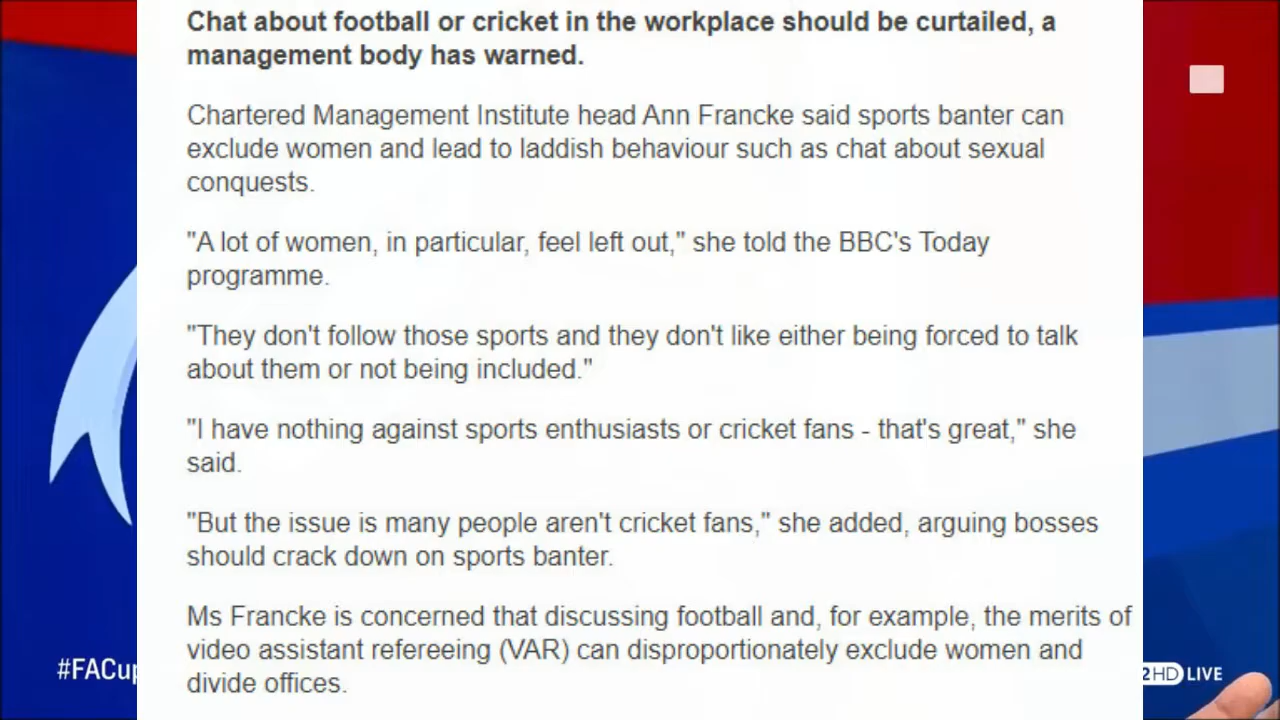 Chat about football or cricket in the workplace should be curtailed, a
management body has warned.
Chartered Management Institute head Ann Francke said sports banter can
exclude women and lead to laddish behaviour such as chat about sexual
conquests.
"A lot of women, in particular, feel left out," she told the BBC's Today
programme.
"They don't follow those sports and they don't like either being forced to talk
about them or not being included."
"I have nothing against sports enthusiasts or cricket fans - that's great," she
said.
"But the issue is many people aren't cricket fans," she added, arguing bosses
should crack down on sports banter.
Ms Francke is concerned that discussing football and, for example, the merits of
video assistant refereeing (VAR) can disproportionately exclude women and
divide offices.
#FACup
2HD LIVE